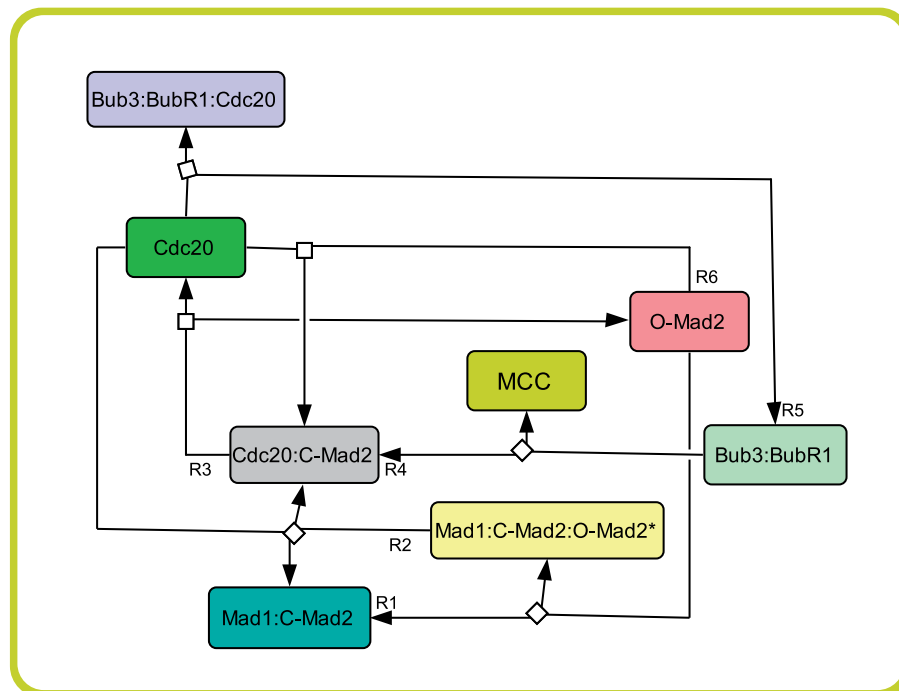 Bub3:BubR1:Cdc20
Cdc20
R6
O-Mad2
MCC
R5
Cdc20:C-Mad2
R3
R4
Bub3:BubR1
Mad1:C-Mad2:O-Mad2*
R2
R1
Mad1:C-Mad2